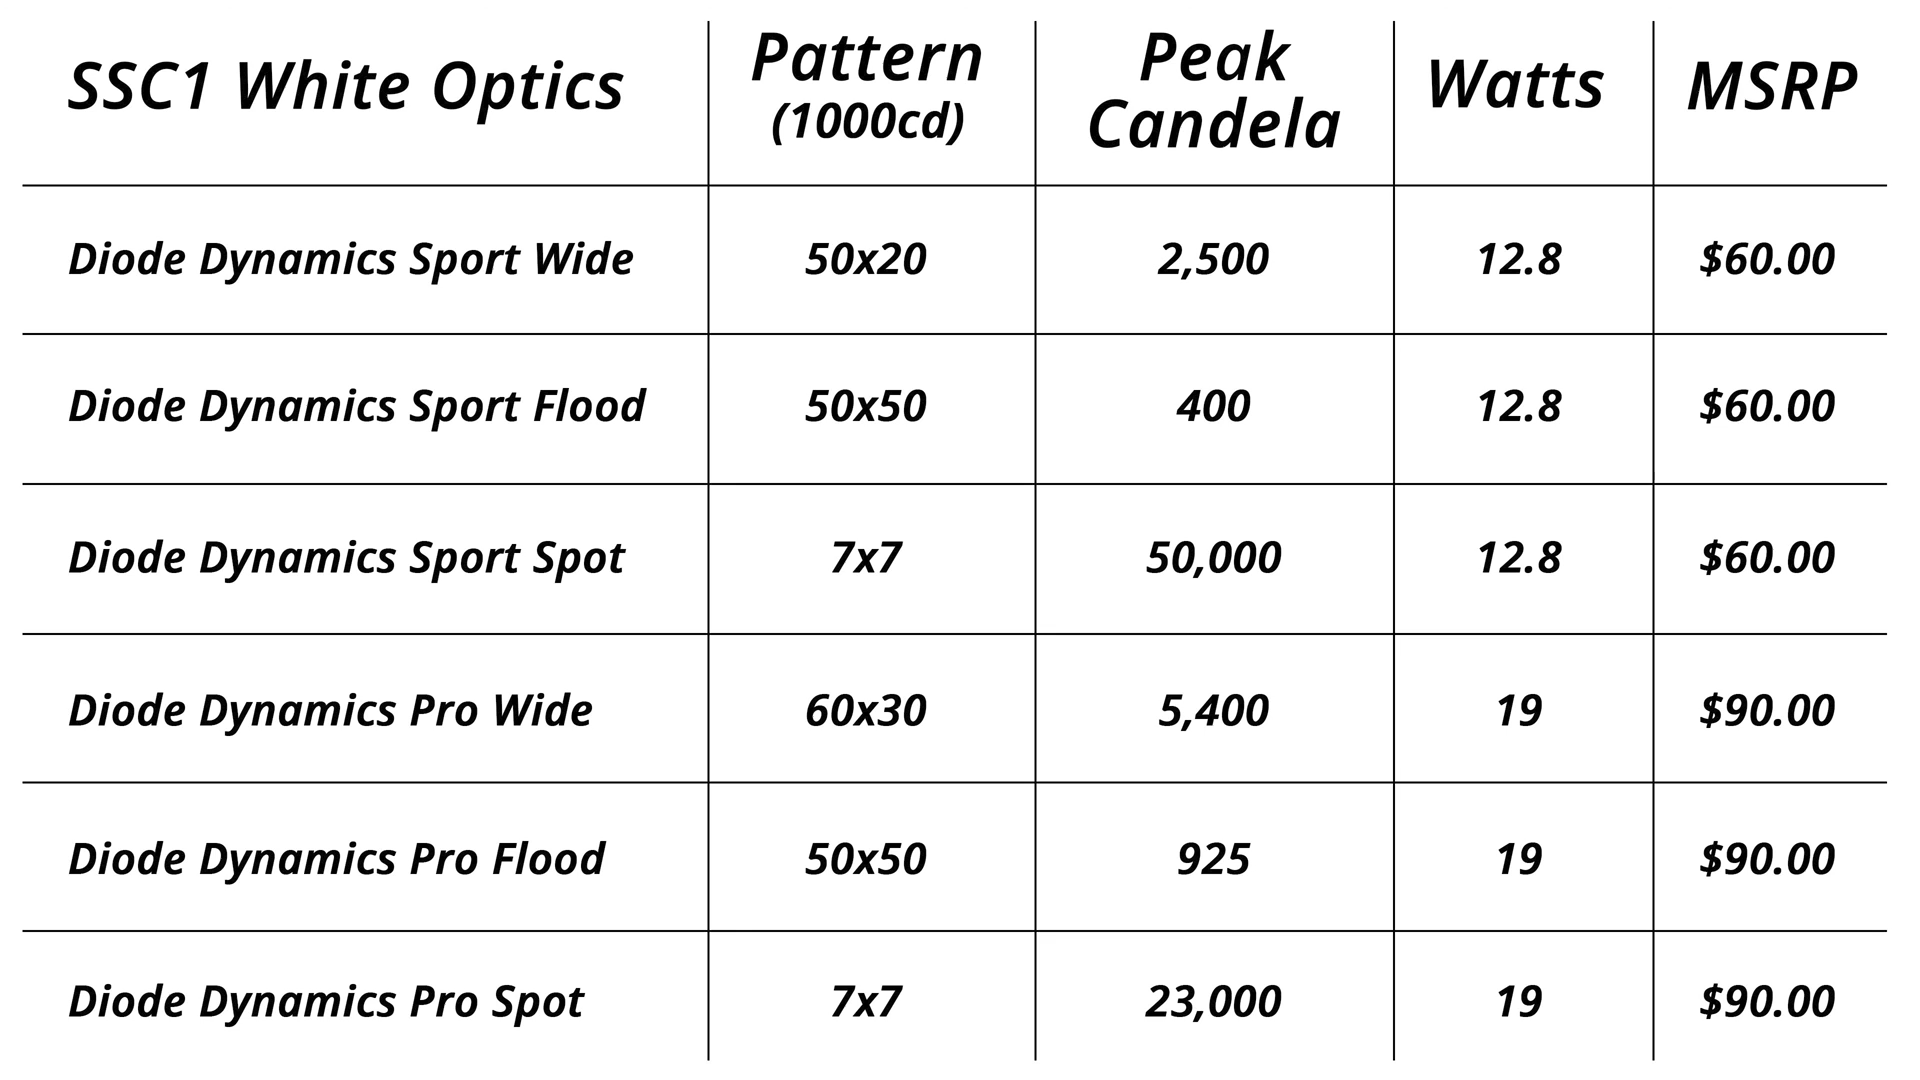 SSC1 White Optics Pattern (1000cd) Peak Candela Watts MSRP
Diode Dynamics Sport Wide 50x20 2,500 12.8 $60.00
Diode Dynamics Sport Flood 50x50 400 12.8 $60.00
Diode Dynamics Sport Spot 7x7 50,000 12.8 $60.00
Diode Dynamics Pro Wide 60x30 5,400 19 $90.00
Diode Dynamics Pro Flood 50x50 925 19 $90.00
Diode Dynamics Pro Spot 7x7 23,000 19 $90.00